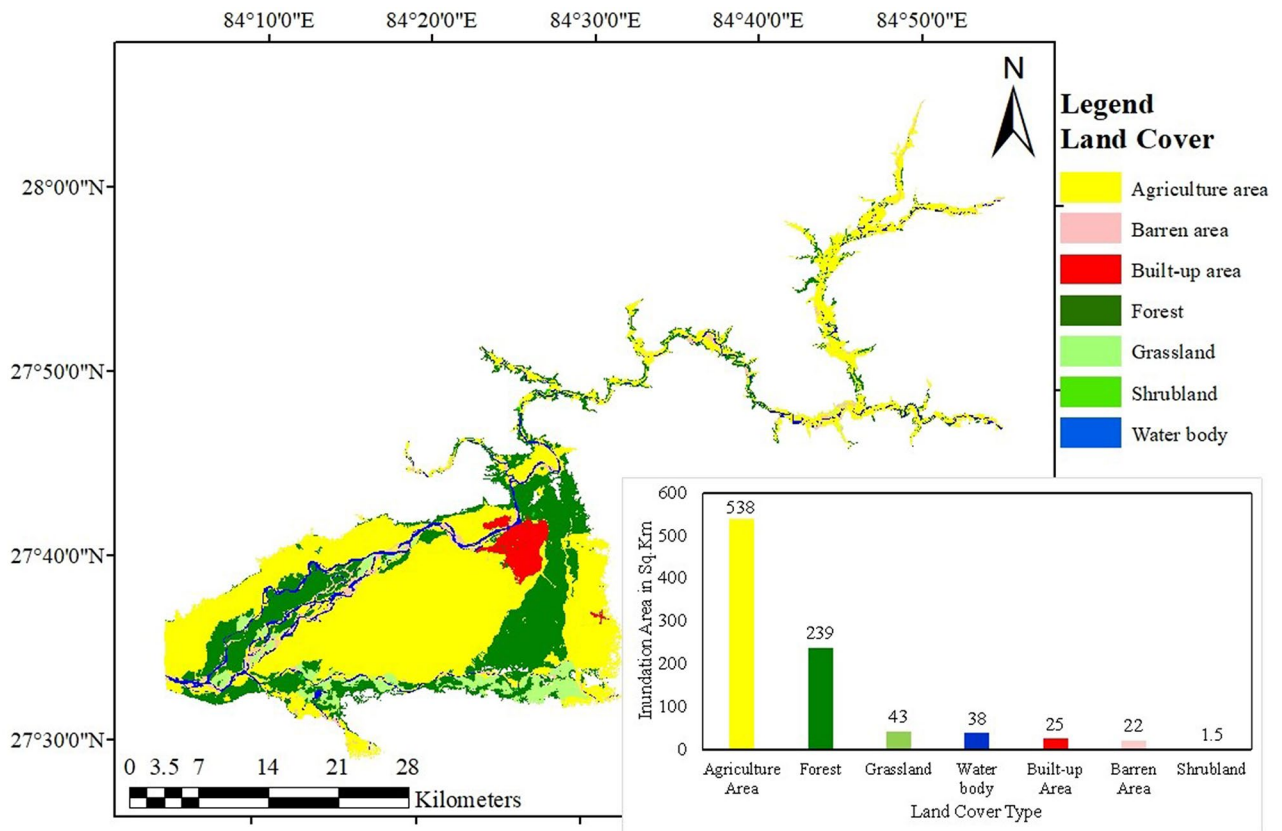 84°10'0"E 84°20'0"E 84°30'0"E 84°40'0"E 84°50'0"E
N
28°0'0"N
27°50'0"N
27°40'0"N
27°30'0"N
Legend
Land Cover
Agriculture area
Barren area
Built-up area
Forest
Grassland
Shrubland
Water body
0 3.5 7 14 21 28
Kilometers
Inundation Area in Sq.Km
600
500
400
300
200
100
0
538
239
43
38
25
22
1.5
Agriculture
Area
Forest
Grassland
Water
body
Built-up
Area
Barren
Area
Shrubland
Land Cover Type